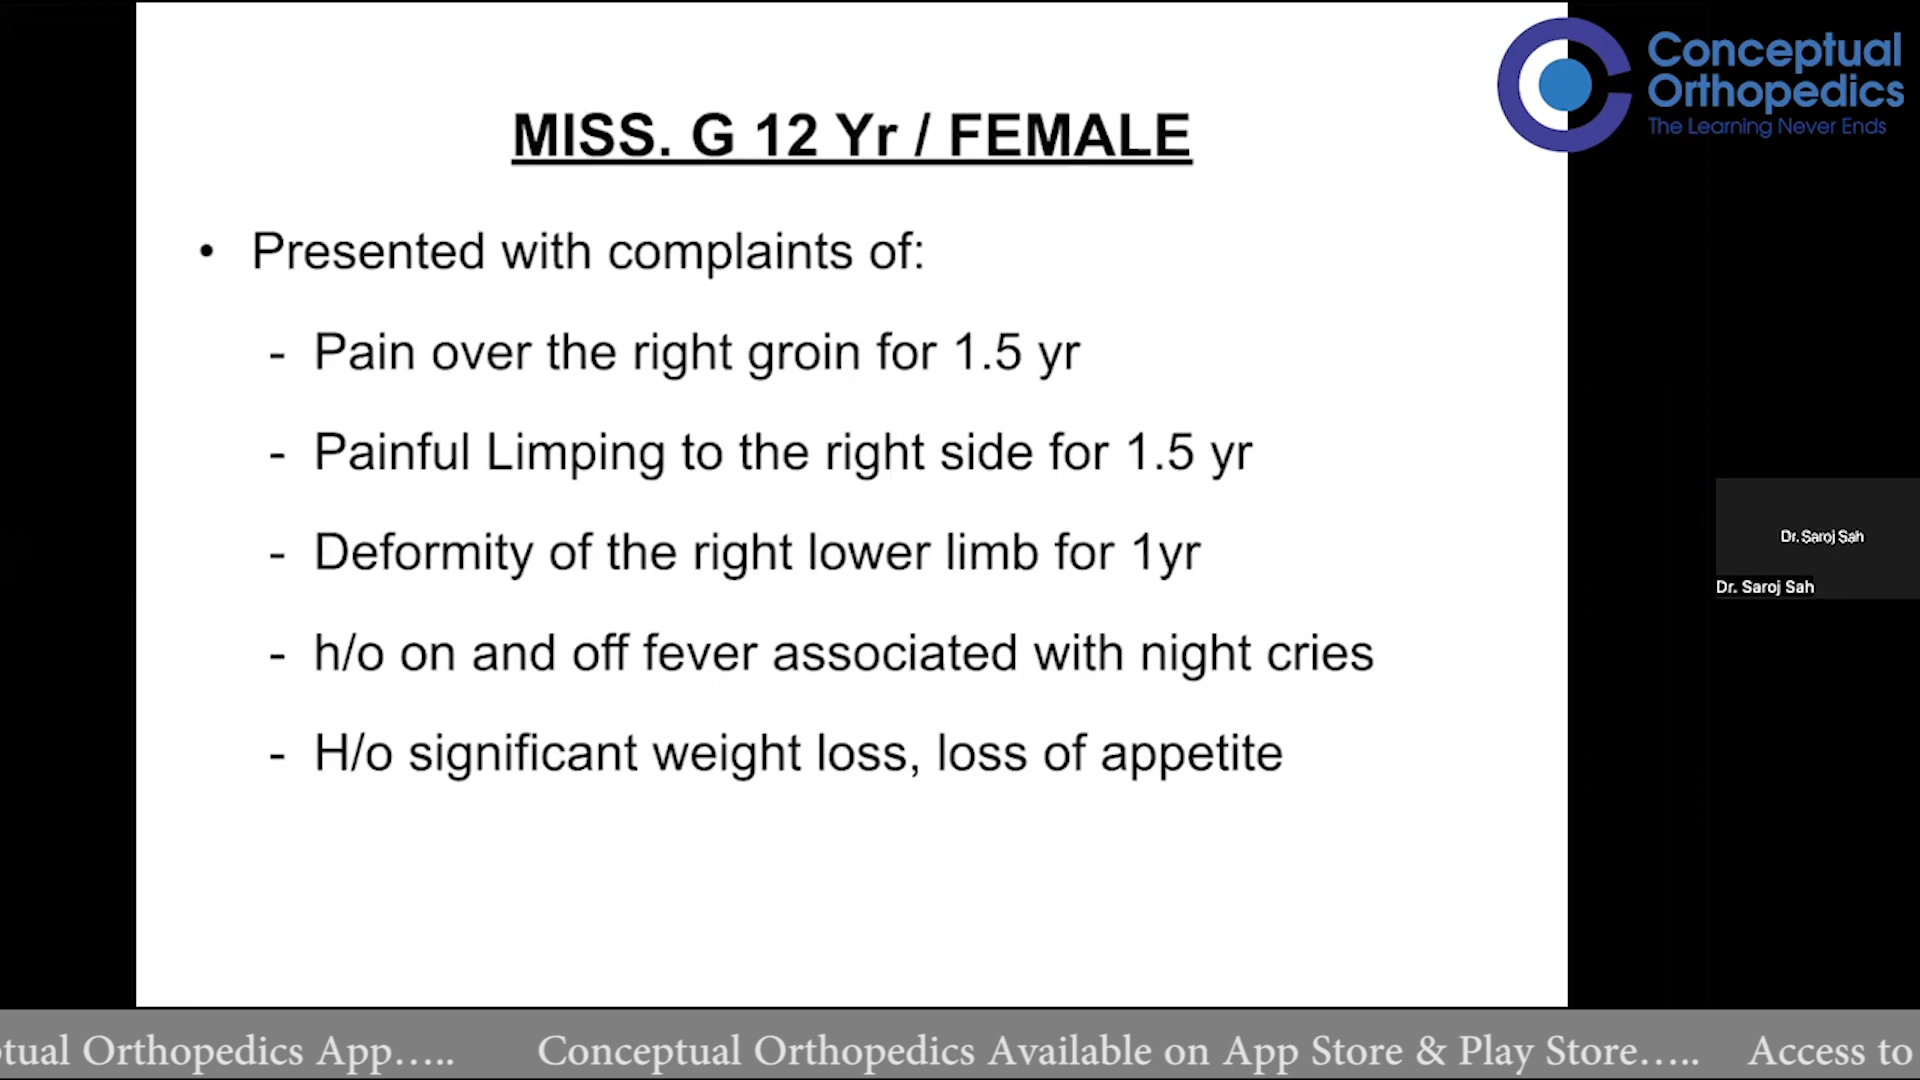 MISS. G 12 Yr / FEMALE
• Presented with complaints of:
- Pain over the right groin for 1.5 yr
- Painful Limping to the right side for 1.5 yr
- Deformity of the right lower limb for 1yr
- h/o on and off fever associated with night cries
- H/o significant weight loss, loss of appetite
Conceptual
Orthopedics
The Learning Never Ends
Dr. Saroj Sah
Dr. Saroj Sah
tual Orthopedics App..... Conceptual Orthopedics Available on App Store & Play Store..... Access to